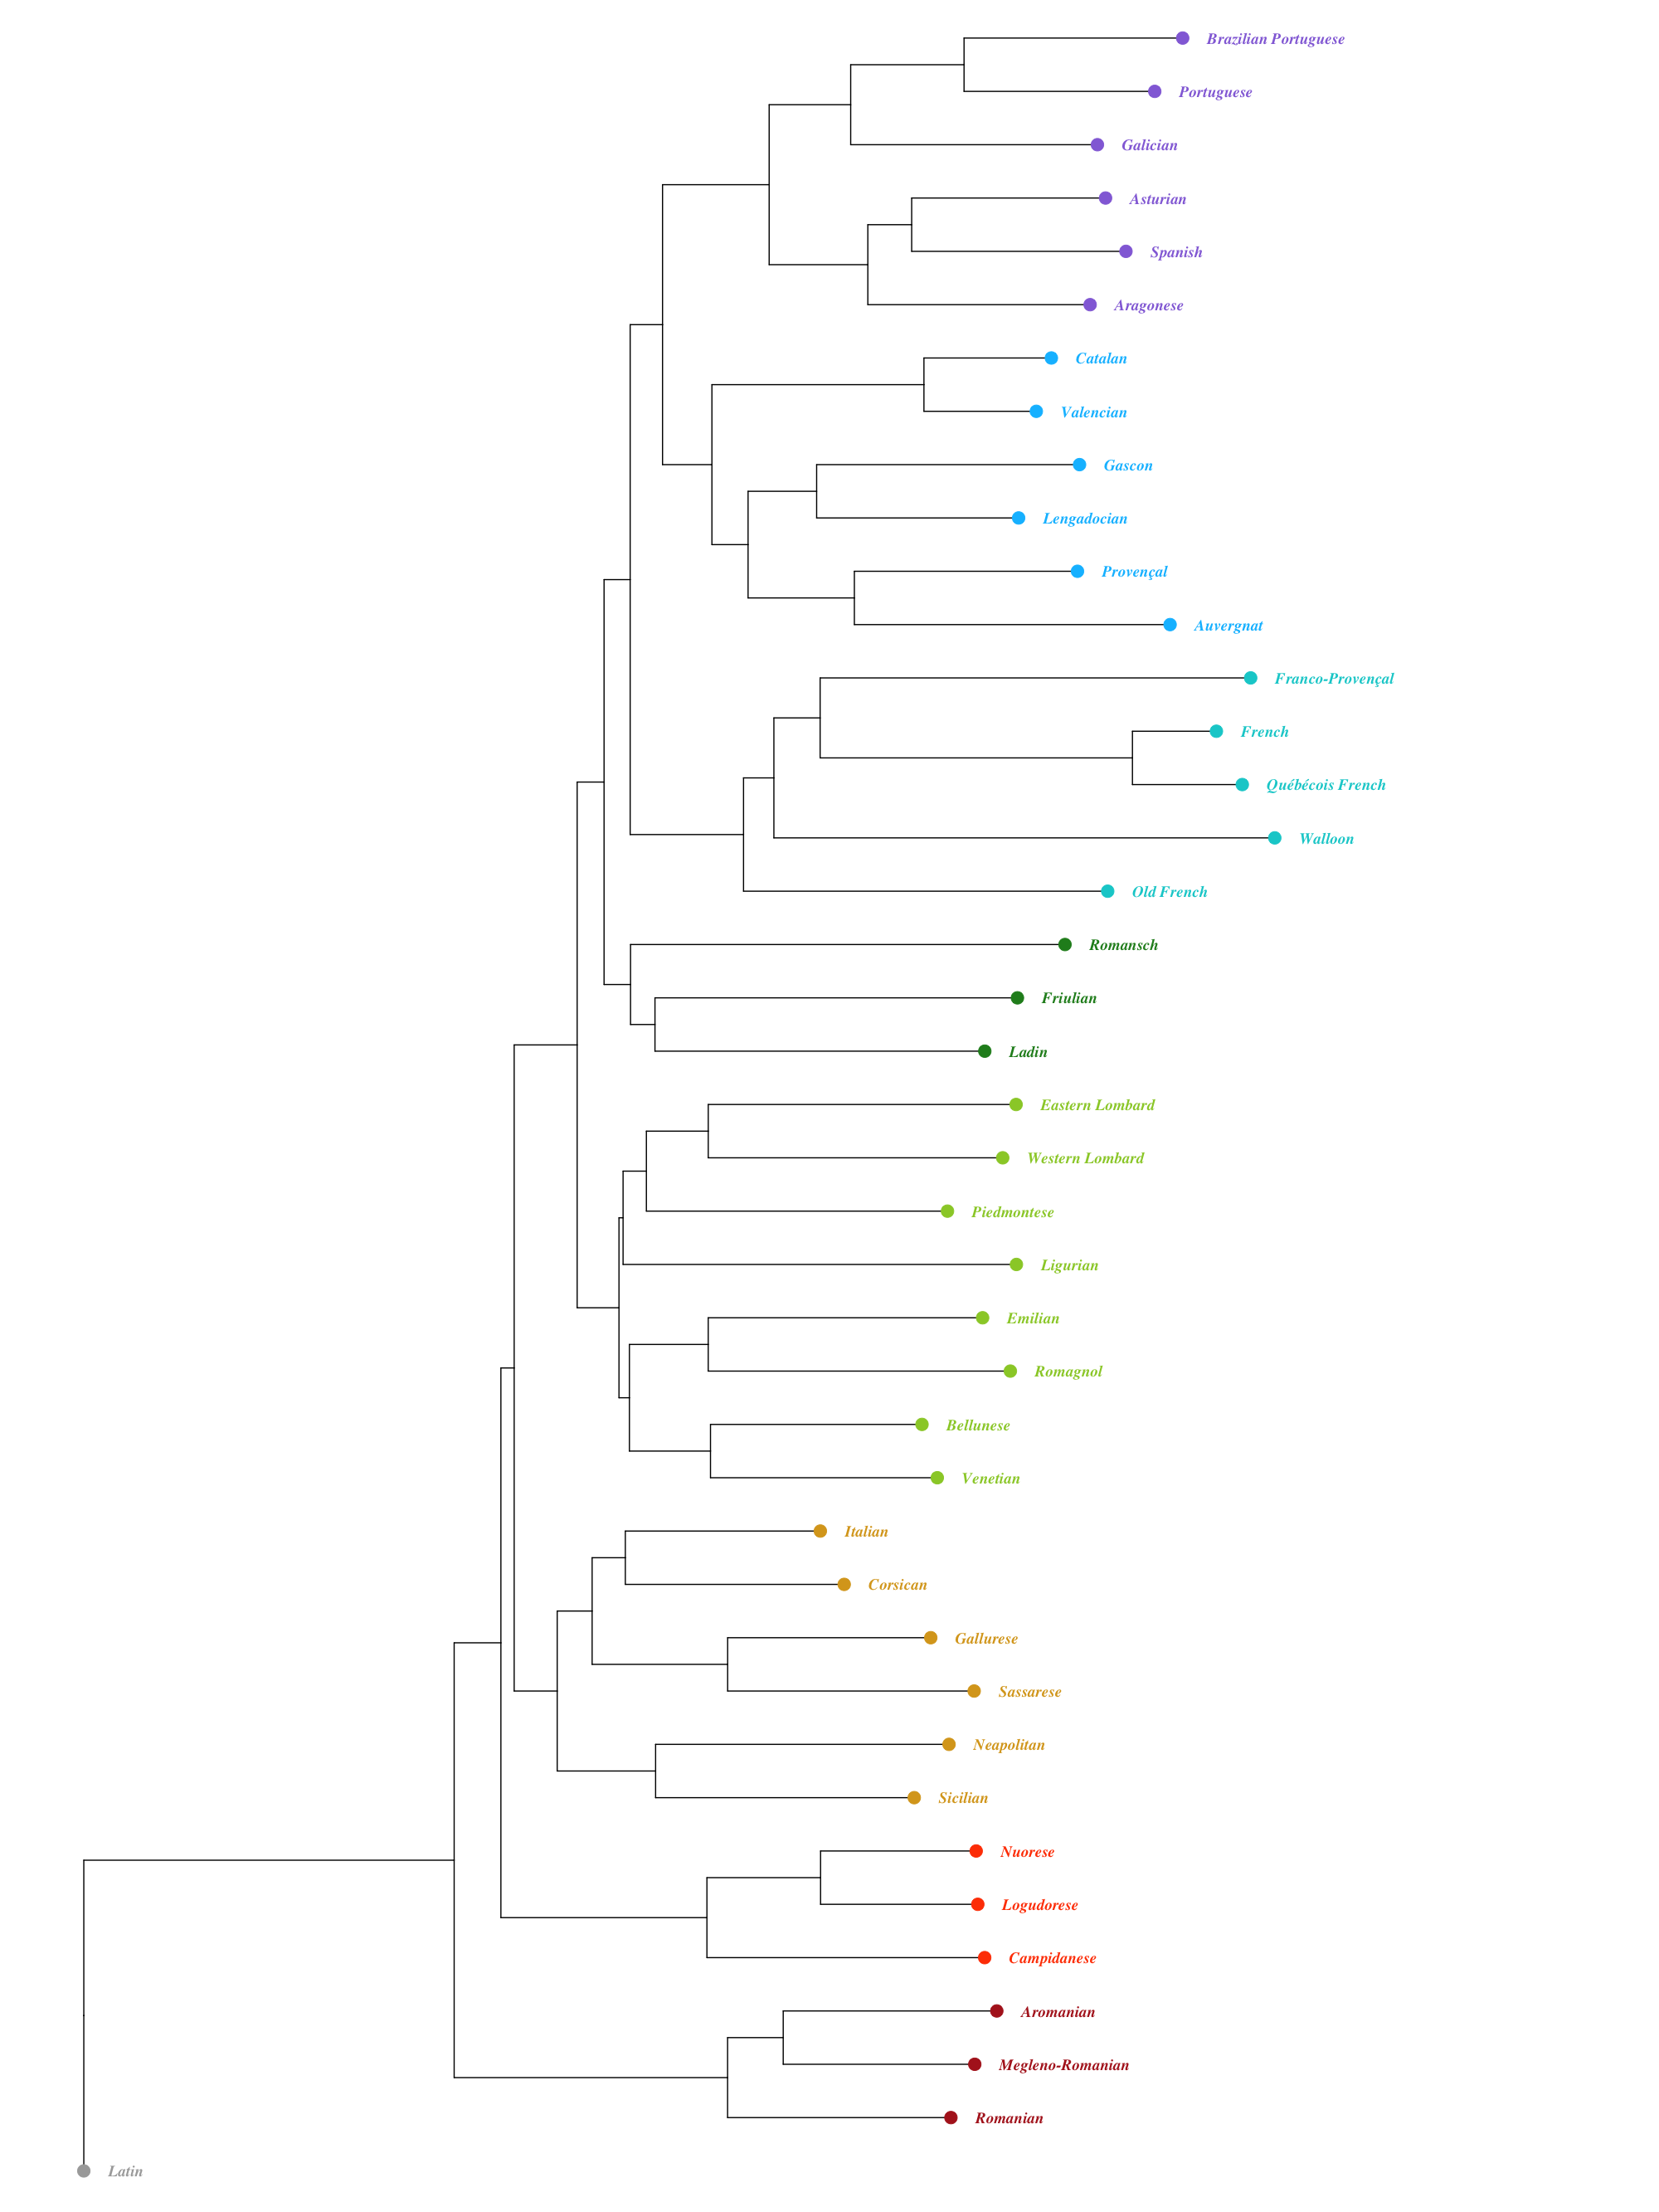 Brazilian Portuguese
Portuguese
Galician
Asturian
Spanish
Aragonese
Catalan
Valencian
Gascon
Lengadocian
Provençal
Auvergnat
Franco-Provençal
French
Québécois French
Walloon
Old French
Romansch
Friulian
Ladin
Eastern Lombard
Western Lombard
Piedmontese
Ligurian
Emilian
Romagnol
Bellunese
Venetian
Italian
Corsican
Gallurese
Sassarese
Neapolitan
Sicilian
Nuorese
Logudorese
Campidanese
Aromanian
Megleno-Romanian
Romanian
Latin